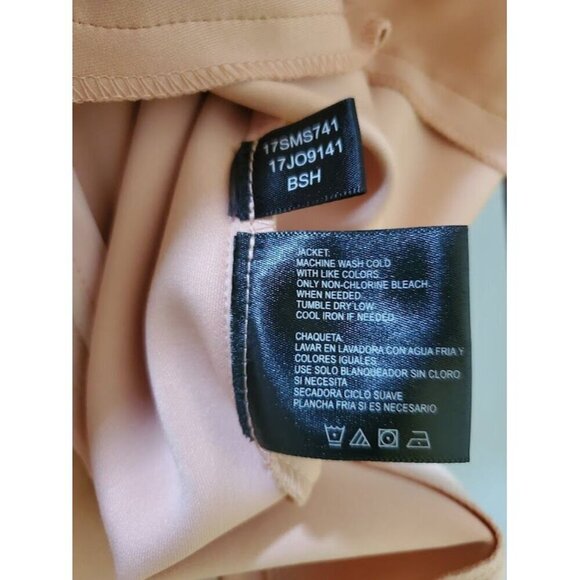 17SMS741
17JO9141
BSH
JACKET:
MACHINE WASH COLD
WITH LIKE COLORS
ONLY NON-CHLORINE BLEACH
WHEN NEEDED
TUMBLE DRY LOW
COOL IRON IF NEEDED
CHAQUETA:
LAVAR EN LAVADORA CON AGUA FRIA Y
COLORES IGUALES
USE SOLO BLANQUEADOR SIN CLORO
SI NECESITA
SECADORA CICLO SUAVE
PLANCHA FRIA SI ES NECESARIO